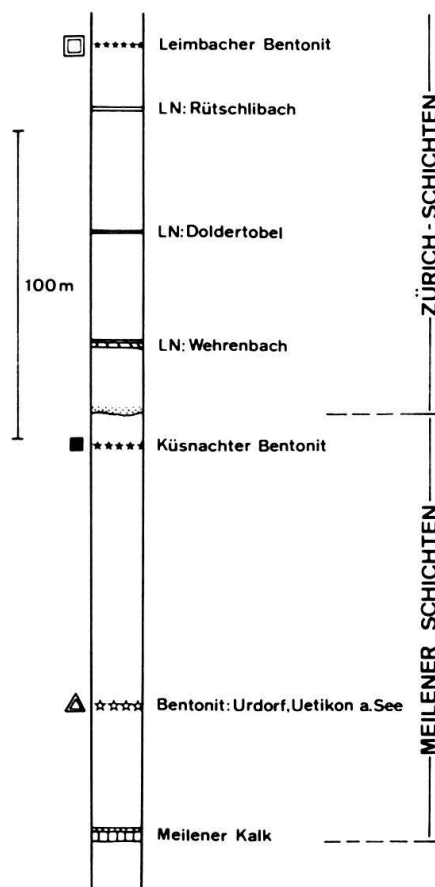 Leimbacher Bentonit
LN: Rütschlibach
LN: Doldertobel
100 m
LN: Wehrenbach
Küsnachter Bentonit
Bentonit: Urdorf, Uetikon a. See
Meilener Kalk
ZÜRICH - SCHICHTEN
MEILENER SCHICHTEN